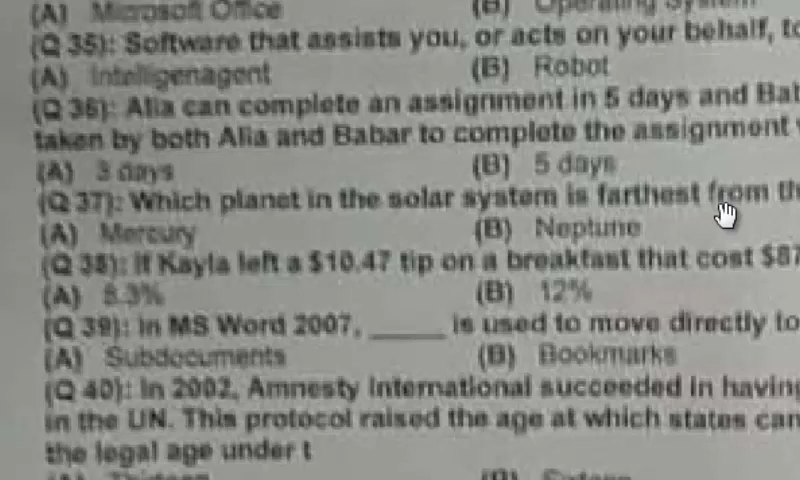 (A) Microsoft Office (B) Operating System
(Q 35): Software that assists you, or acts on your behalf, to
(A) Intelligenagent (B) Robot
(Q 36): Alia can complete an assignment in 5 days and Bab
taken by both Alia and Babar to complete the assignment
(A) 3 days (B) 5 days
(Q 37): Which planet in the solar system is farthest from th
(A) Mercury (B) Neptune
(Q 38): If Kayla left a $10.47 tip on a breakfast that cost $87
(A) 8.3% (B) 12%
(Q 39): In MS Word 2007, _____ is used to move directly to
(A) Subdocuments (B) Bookmarks
(Q 40): In 2002, Amnesty International succeeded in having
in the UN. This protocol raised the age at which states can
the legal age under t
(A) Thirteen (B)